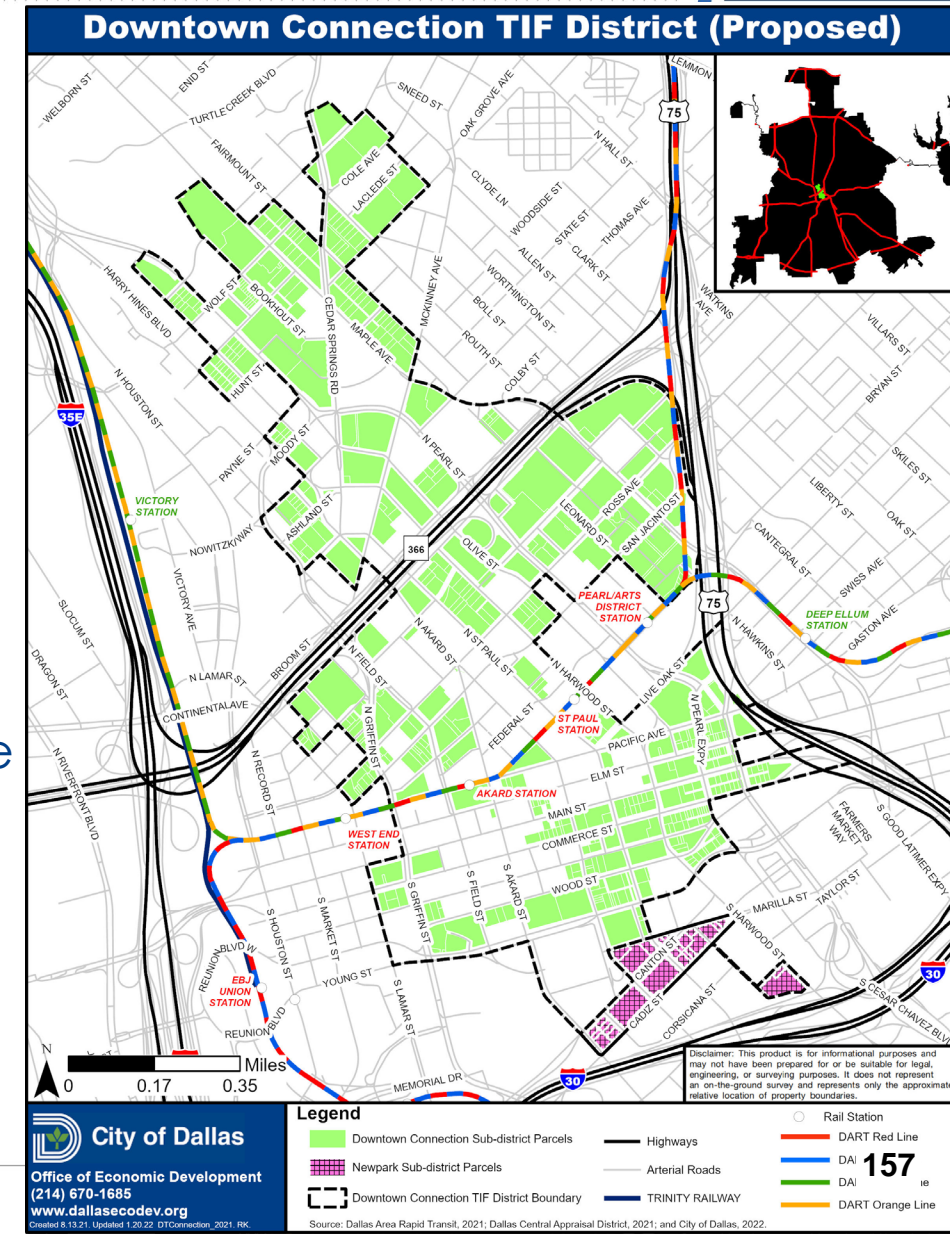 Downtown Connection TIF District (Proposed)
LEMMON
75
WELBORN ST
ENID ST
TURTLE CREEK BLVD
SNEED ST
OAK GROVE AVE
N HALL ST
FAIRMOUNT ST
COLE AVE
LACLEDE ST
CLYDE LN
WOODSIDE ST
STATE ST
THOMAS AVE
CLARK ST
ALLEN ST
WORTHINGTON ST
BOLL ST
ROUTH ST
COLBY ST
MCKINNEY AVE
WATKINS
AVE
VILLARS ST
BRYAN ST
HARRY HINES BLVD
WOLF ST
BOOKHOUT ST
CEDAR SPRINGS RD
MAPLE AVE
HUNT ST
N HOUSTON ST
35E
PAYNE ST
MOODY ST
N PEARL ST
SKILES ST
LIBERTY ST
OAK ST
VICTORY
STATION
ASHLAND ST
LEONARD ST
ROSS AVE
SAN JACINTO ST
CANTEGRAL ST
SWISS AVE
NOWITZKI WAY
366
OLIVE ST
VICTORY AVE
SLOCUM ST
PEARL/ARTS
DISTRICT
STATION
75
DEEP ELLUM
STATION
GASTON AVE
N HAWKINS ST
DRAGON ST
BROOM ST
N FIELD ST
N AKARD ST
N ST PAUL ST
N HARWOOD ST
LIVE OAK ST
N LAMAR ST
CONTINENTAL AVE
N GRIFFIN ST
FEDERAL ST
ST PAUL
STATION
N PEARL EXPY
PACIFIC AVE
N RIVERFRONT BLVD
N RECORD ST
ELM ST
AKARD STATION
MAIN ST
COMMERCE ST
WEST END
STATION
FARMERS
MARKET
WAY
S GOOD LATIMER EXPY
S GRIFFIN ST
S FIELD ST
S AKARD ST
WOOD ST
MARILLA ST
TAYLOR ST
S HARWOOD ST
S HOUSTON ST
S MARKET ST
REUNION BLVD W
CANTON ST
EBJ
UNION
STATION
YOUNG ST
S LAMAR ST
CADIZ ST
CORSICANA ST
30
S CESAR CHAVEZ BLV
REUNION BLVD
N
Miles
0 0.17 0.35
MEMORIAL DR
30
Disclaimer: This product is for informational purposes and
may not have been prepared for or be suitable for legal,
engineering, or surveying purposes. It does not represent
an on-the-ground survey and represents only the approximat
relative location of property boundaries.
City of Dallas
Office of Economic Development
(214) 670-1685
www.dallasecodev.org
Created 8.13.21. Updated 1.20.22 DTConnection_2021. RK.
Legend
Downtown Connection Sub-district Parcels
Newpark Sub-district Parcels
Downtown Connection TIF District Boundary
Highways
Arterial Roads
TRINITY RAILWAY
Rail Station
DART Red Line
157
DART Orange Line
Source: Dallas Area Rapid Transit, 2021; Dallas Central Appraisal District, 2021; and City of Dallas, 2022.